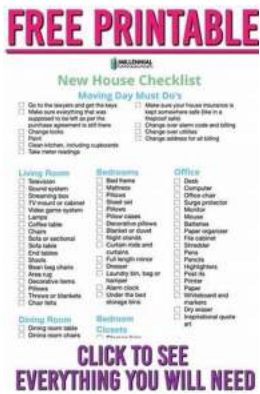 FREE PRINTABLE
MILLENNIAL
New House Checklist
Moving Day Must Do's
Go to the lawyers and get the keys
Make sure everything that was
supposed to be left as per the
purchase agreement is still there
Change locks
Paint
Clean kitchen, including cupboards
Take meter readings
Make sure your house insurance is
kept somewhere safe (like in a
fireproof safe)
Change over alarm code and billing
Change over utilities
Change address for all billing
Living Room
Television
Sound system
Streaming box
TV mount or cabinet
Video game system
Lamps
Coffee table
Chairs
Sofa or sectional
Sofa table
End tables
Shelfs
Bean bag chairs
Area rug
Decorative items
Pillows
Throws or blankets
Chair felts
Dining Room
Dining room table
Dining room chairs
Bedrooms
Bed frame
Mattress
Pillows
Sheet set
Pillows
Pillow cases
Decorative pillows
Blanket or duvet
Night stands
Curtain rods and
curtains
Full length mirror
Dresser
Laundry bin, bag or
hamper
Alarm clock
Under the bed
storage bins
Bedroom
Closets
Office
Desk
Computer
Office chair
Surge protector
Monitor
Mouse
Batteries
Paper organizer
File cabinet
Shredder
Pens
Pencils
Highlighters
Post its
Printer
Paper
Whiteboard and
markers
Dry eraser
Inspirational quote
art
CLICK TO SEE
EVERYTHING YOU WILL NEED